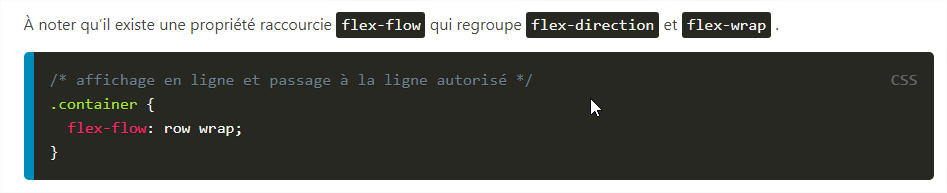 À noter qu'il existe une propriété raccourcie flex-flow qui regroupe flex-direction et flex-wrap .
/* affichage en ligne et passage à la ligne autorisé */
CSS
.container {
  flex-flow: row wrap;
}